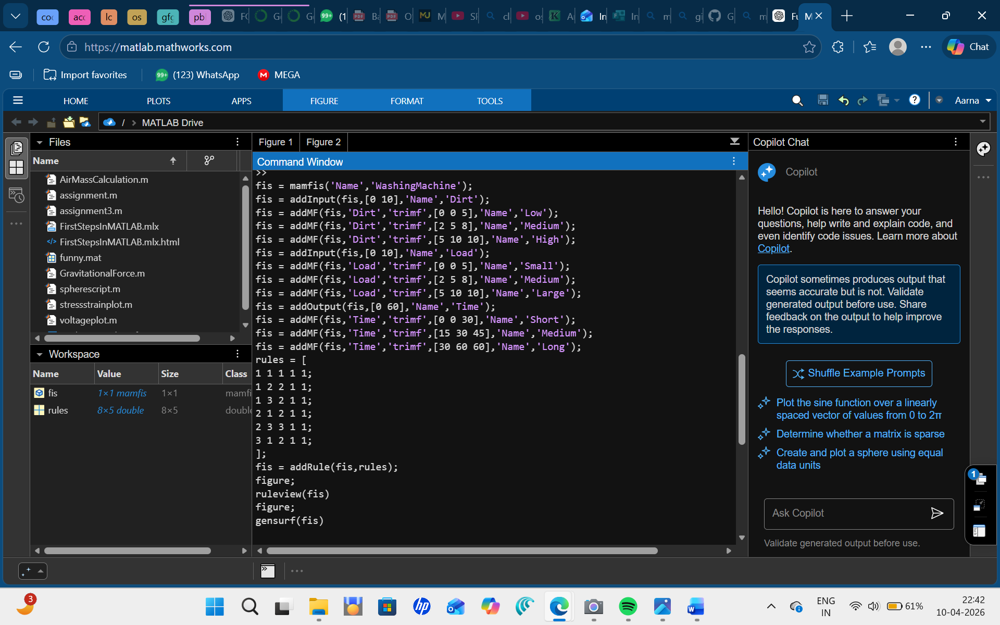 co
acc
lc
os
gfg
pb
FC
G
G
99+
(1
Ba
O
M
SF
cl
os
A
In
In
m
gi
G
m
Fu
M
https://matlab.mathworks.com
Chat
Import favorites
99+
(123) WhatsApp
M
MEGA
HOME
PLOTS
APPS
FIGURE
FORMAT
TOOLS
Aarna
/ > MATLAB Drive
Files
Name
AirMassCalculation.m
assignment.m
assignment3.m
FirstStepsInMATLAB.mlx
FirstStepsInMATLAB.mlx.html
funny.mat
GravitationalForce.m
spherescript.m
stressstrainplot.m
voltageplot.m
Workspace
Name Value Size Class
fis 1×1 mamfis 1×1 mamfi
rules 8×5 double 8×5 double
Figure 1
Figure 2
Command Window
>>
fis = mamfis('Name','WashingMachine');
fis = addInput(fis,[0 10],'Name','Dirt');
fis = addMF(fis,'Dirt','trimf',[0 0 5],'Name','Low');
fis = addMF(fis,'Dirt','trimf',[2 5 8],'Name','Medium');
fis = addMF(fis,'Dirt','trimf',[5 10 10],'Name','High');
fis = addInput(fis,[0 10],'Name','Load');
fis = addMF(fis,'Load','trimf',[0 0 5],'Name','Small');
fis = addMF(fis,'Load','trimf',[2 5 8],'Name','Medium');
fis = addMF(fis,'Load','trimf',[5 10 10],'Name','Large');
fis = addOutput(fis,[0 60],'Name','Time');
fis = addMF(fis,'Time','trimf',[0 0 30],'Name','Short');
fis = addMF(fis,'Time','trimf',[15 30 45],'Name','Medium');
fis = addMF(fis,'Time','trimf',[30 60 60],'Name','Long');
rules = [
1 1 1 1 1;
1 2 2 1 1;
1 3 2 1 1;
2 1 2 1 1;
2 3 3 1 1;
3 1 2 1 1;
];
fis = addRule(fis,rules);
figure;
ruleview(fis)
figure;
gensurf(fis)
Copilot Chat
Copilot
Hello! Copilot is here to answer your
questions, help write and explain code, and
even identify code issues. Learn more about
Copilot.
Copilot sometimes produces output that
seems accurate but is not. Validate
generated output before use. Share
feedback on the output to help improve
the responses.
Shuffle Example Prompts
Plot the sine function over a linearly
spaced vector of values from 0 to 2π
Determine whether a matrix is sparse
Create and plot a sphere using equal
data units
1
Ask Copilot
Validate generated output before use.
3
hp
W
ENG
IN
61%
22:42
10-04-2026